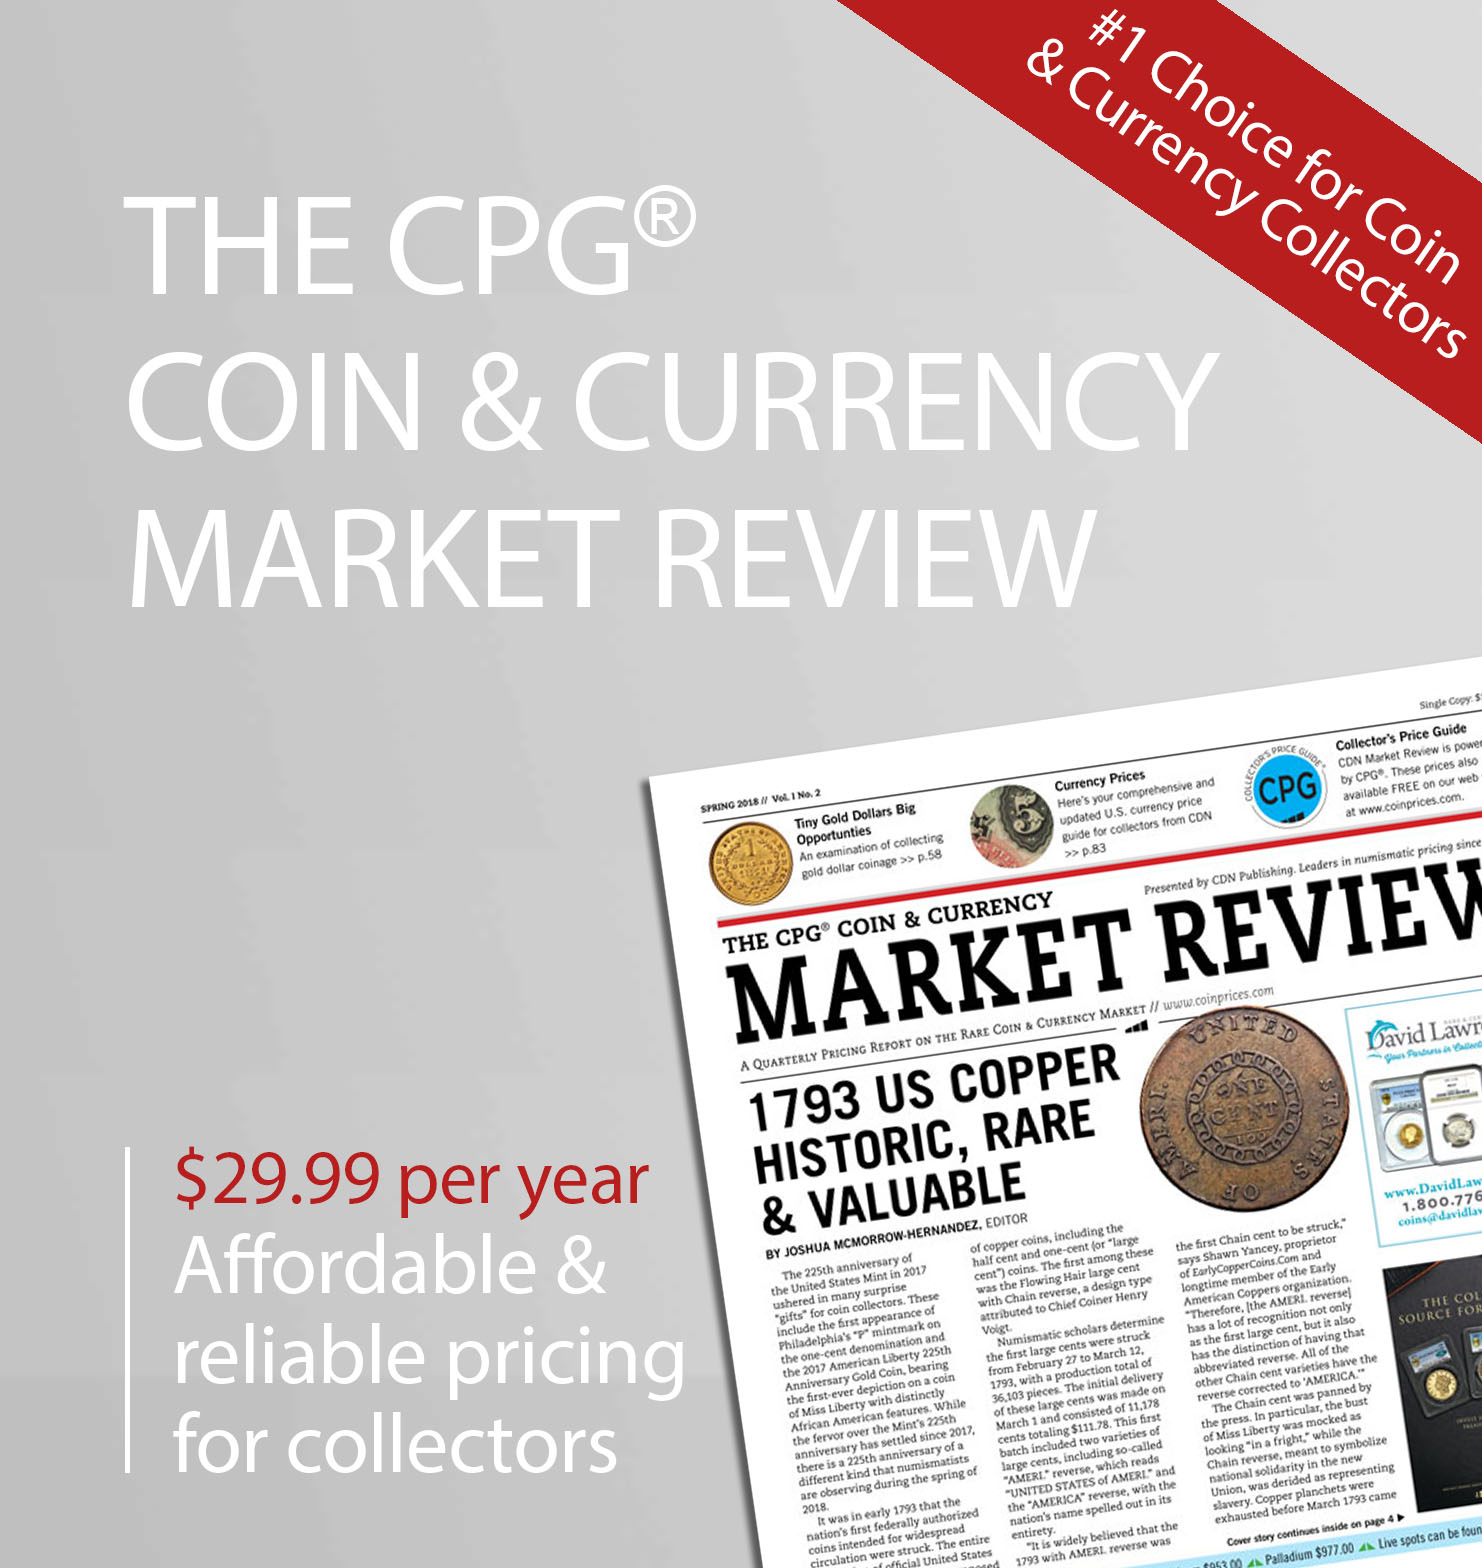 #1 Choice for Coin
& Currency Collectors
THE CPG®
COIN & CURRENCY
MARKET REVIEW
$29.99 per year
Affordable &
reliable pricing
for collectors
Single Copy:
SPRING 2018 // Vol. 1 No. 2
Tiny Gold Dollars Big
Opportunties
An examination of collecting
gold dollar coinage >> p.58
Currency Prices
Here's your comprehensive and
updated U.S. currency price
guide for collectors from CDN
>> p.83
COLLECTOR'S PRICE GUIDE
CPG
Collector's Price Guide
CDN Market Review is
by CPG®. These prices also
available FREE on our web
at www.coinprices.com.
Presented by CDN Publishing. Leaders in numismatic pricing since
THE CPG® COIN & CURRENCY
MARKET REVIEW
A Quarterly Pricing Report on the Rare Coin & Currency Market // www.coinprices.com
1793 US COPPER
HISTORIC, RARE
& VALUABLE
BY JOSHUA MCMORROW-HERNANDEZ, EDITOR
The 225th anniversary of
the United States Mint in 2017
ushered in many surprise
"gifts" for coin collectors. These
include the first appearance of
Philadelphia's "P" mintmark on
the one-cent denomination and
the 2017 American Liberty 225th
Anniversary Gold Coin, bearing
the first-ever depiction on a coin
of Miss Liberty with distinctly
African American features. While
the fervor over the Mint's 225th
anniversary has settled since 2017,
there is a 225th anniversary of a
different kind that numismatists
are observing during the spring of
2018.
It was in early 1793 that the
nation's first federally authorized
coins intended for widespread
circulation were struck. The entire
of official United States
of copper coins, including the
half cent and one-cent (or "large
cent") coins. The first among these
was the Flowing Hair large cent
with Chain reverse, a design type
attributed to Chief Coiner Henry
Voigt.
Numismatic scholars determine
the first large cents were struck
from February 27 to March 12,
1793, with a production total of
36,103 pieces. The initial delivery
of these large cents was made on
March 1 and consisted of 11,178
cents totaling $111.78. This first
batch included two varieties of
large cents, including so-called
"AMERI." reverse, which reads
"UNITED STATES of AMERI." and
the "AMERICA" reverse, with the
nation's name spelled out in its
entirety.
"It is widely believed that the
1793 with AMERI. reverse was
the first Chain cent to be struck,"
says Shawn Yancey, proprietor
of EarlyCopperCoins.Com and
longtime member of the Early
American Coppers organization.
"Therefore, [the AMERI. reverse]
has a lot of recognition not only
as the first large cent, but it also
has the distinction of having that
abbreviated reverse. All of the
other Chain cent varieties have the
reverse corrected to 'AMERICA.'"
The Chain cent was panned by
the press. In particular, the bust
of Miss Liberty was mocked as
looking "in a fright," while the
Chain reverse, meant to symbolize
national solidarity in the new
Union, was derided as representing
slavery. Copper planchets were
exhausted before March 1793 came
Cover story continues inside on page 4 ►
UNITED STATES OF AMERI.
ONE
CENT
1/100
David
Your Partners in
1.800.776
THE
SOURCE FOR
$953.00 Palladium $977.00 Live spots can be